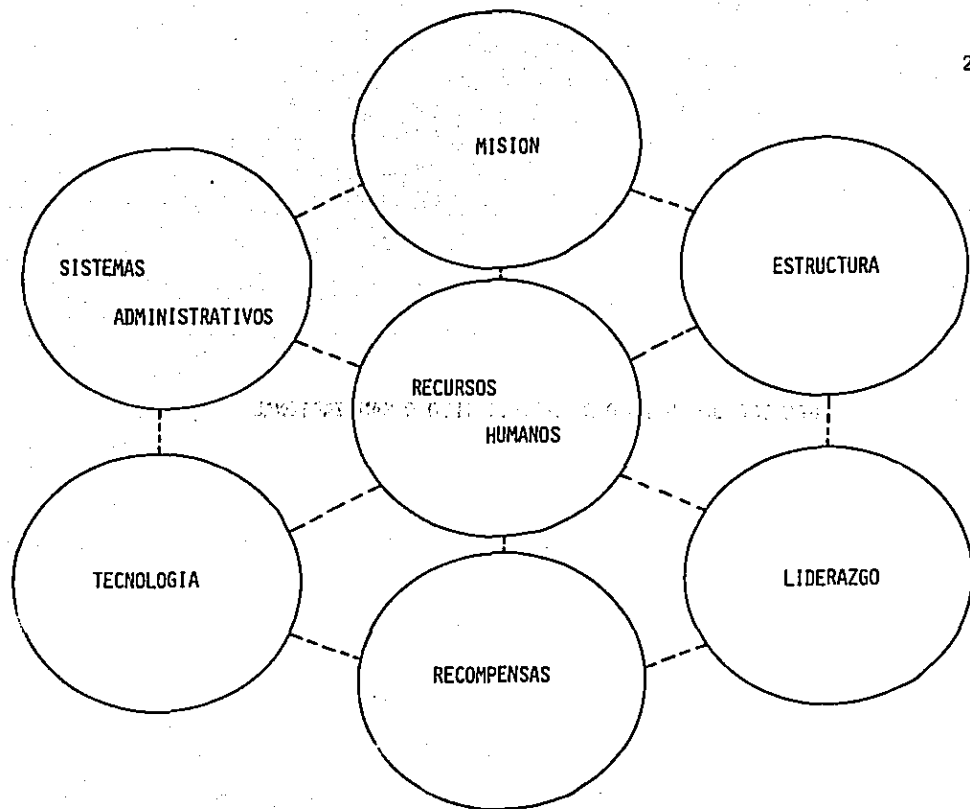 2
MISION
ESTRUCTURA
SISTEMAS
ADMINISTRATIVOS
RECURSOS
HUMANOS
TECNOLOGIA
LIDERAZGO
RECOMPENSAS